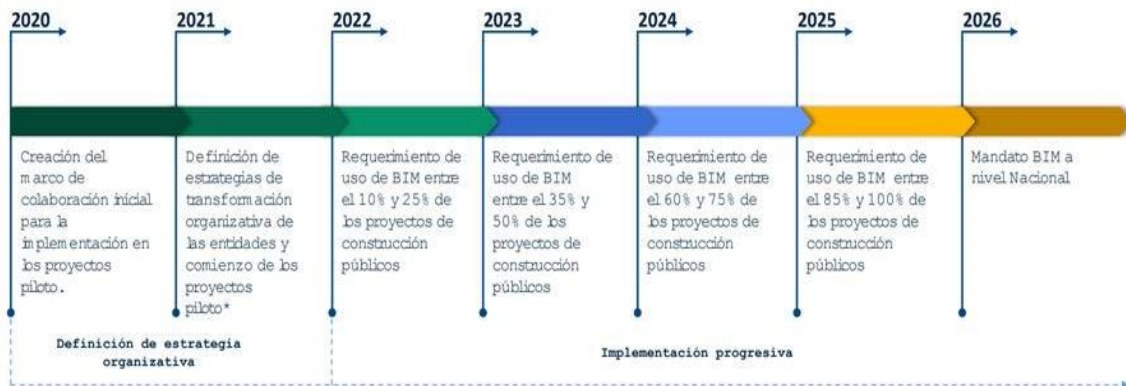 2020
2021
2022
2023
2024
2025
2026
Creación del
marco de
colaboración inicial
para la
implementación en
los proyectos
piloto.
Definición de
estrategias de
transformación
organizativa de
las entidades y
comienzo de los
proyectos
piloto*
Requerimiento de
uso de BIM entre
el 10% y 25% de
los proyectos de
construcción
públicos
Requerimiento de
uso de BIM
entre el 35% y
50% de los
proyectos de
construcción
públicos
Requerimiento de
uso de BIM entre
el 60% y 75% de
los proyectos de
construcción
públicos
Requerimiento de
uso de BIM entre
el 85% y 100% de
los proyectos de
construcción
públicos
Mandato BIM a
nivel Nacional
Definición de estrategia
organizativa
Implementación progresiva